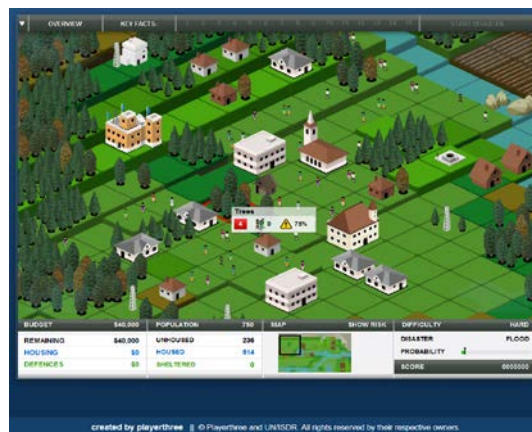 OVERVIEW KEY FACTS:
Trees
4 0 75%
BUDGET $40,000 POPULATION 750 MAP SHOW RISK DIFFICULTY HARD
REMAINING $40,000 UNHOUSED 236 DISASTER FLOOD
HOUSING $0 HOUSED 514 PROBABILITY
DEFENCES $0 SHELTERED 0 SCORE 0000000
created by playerthree || © Playerthree and UN/ISDR. All rights reserved by their respective owners.